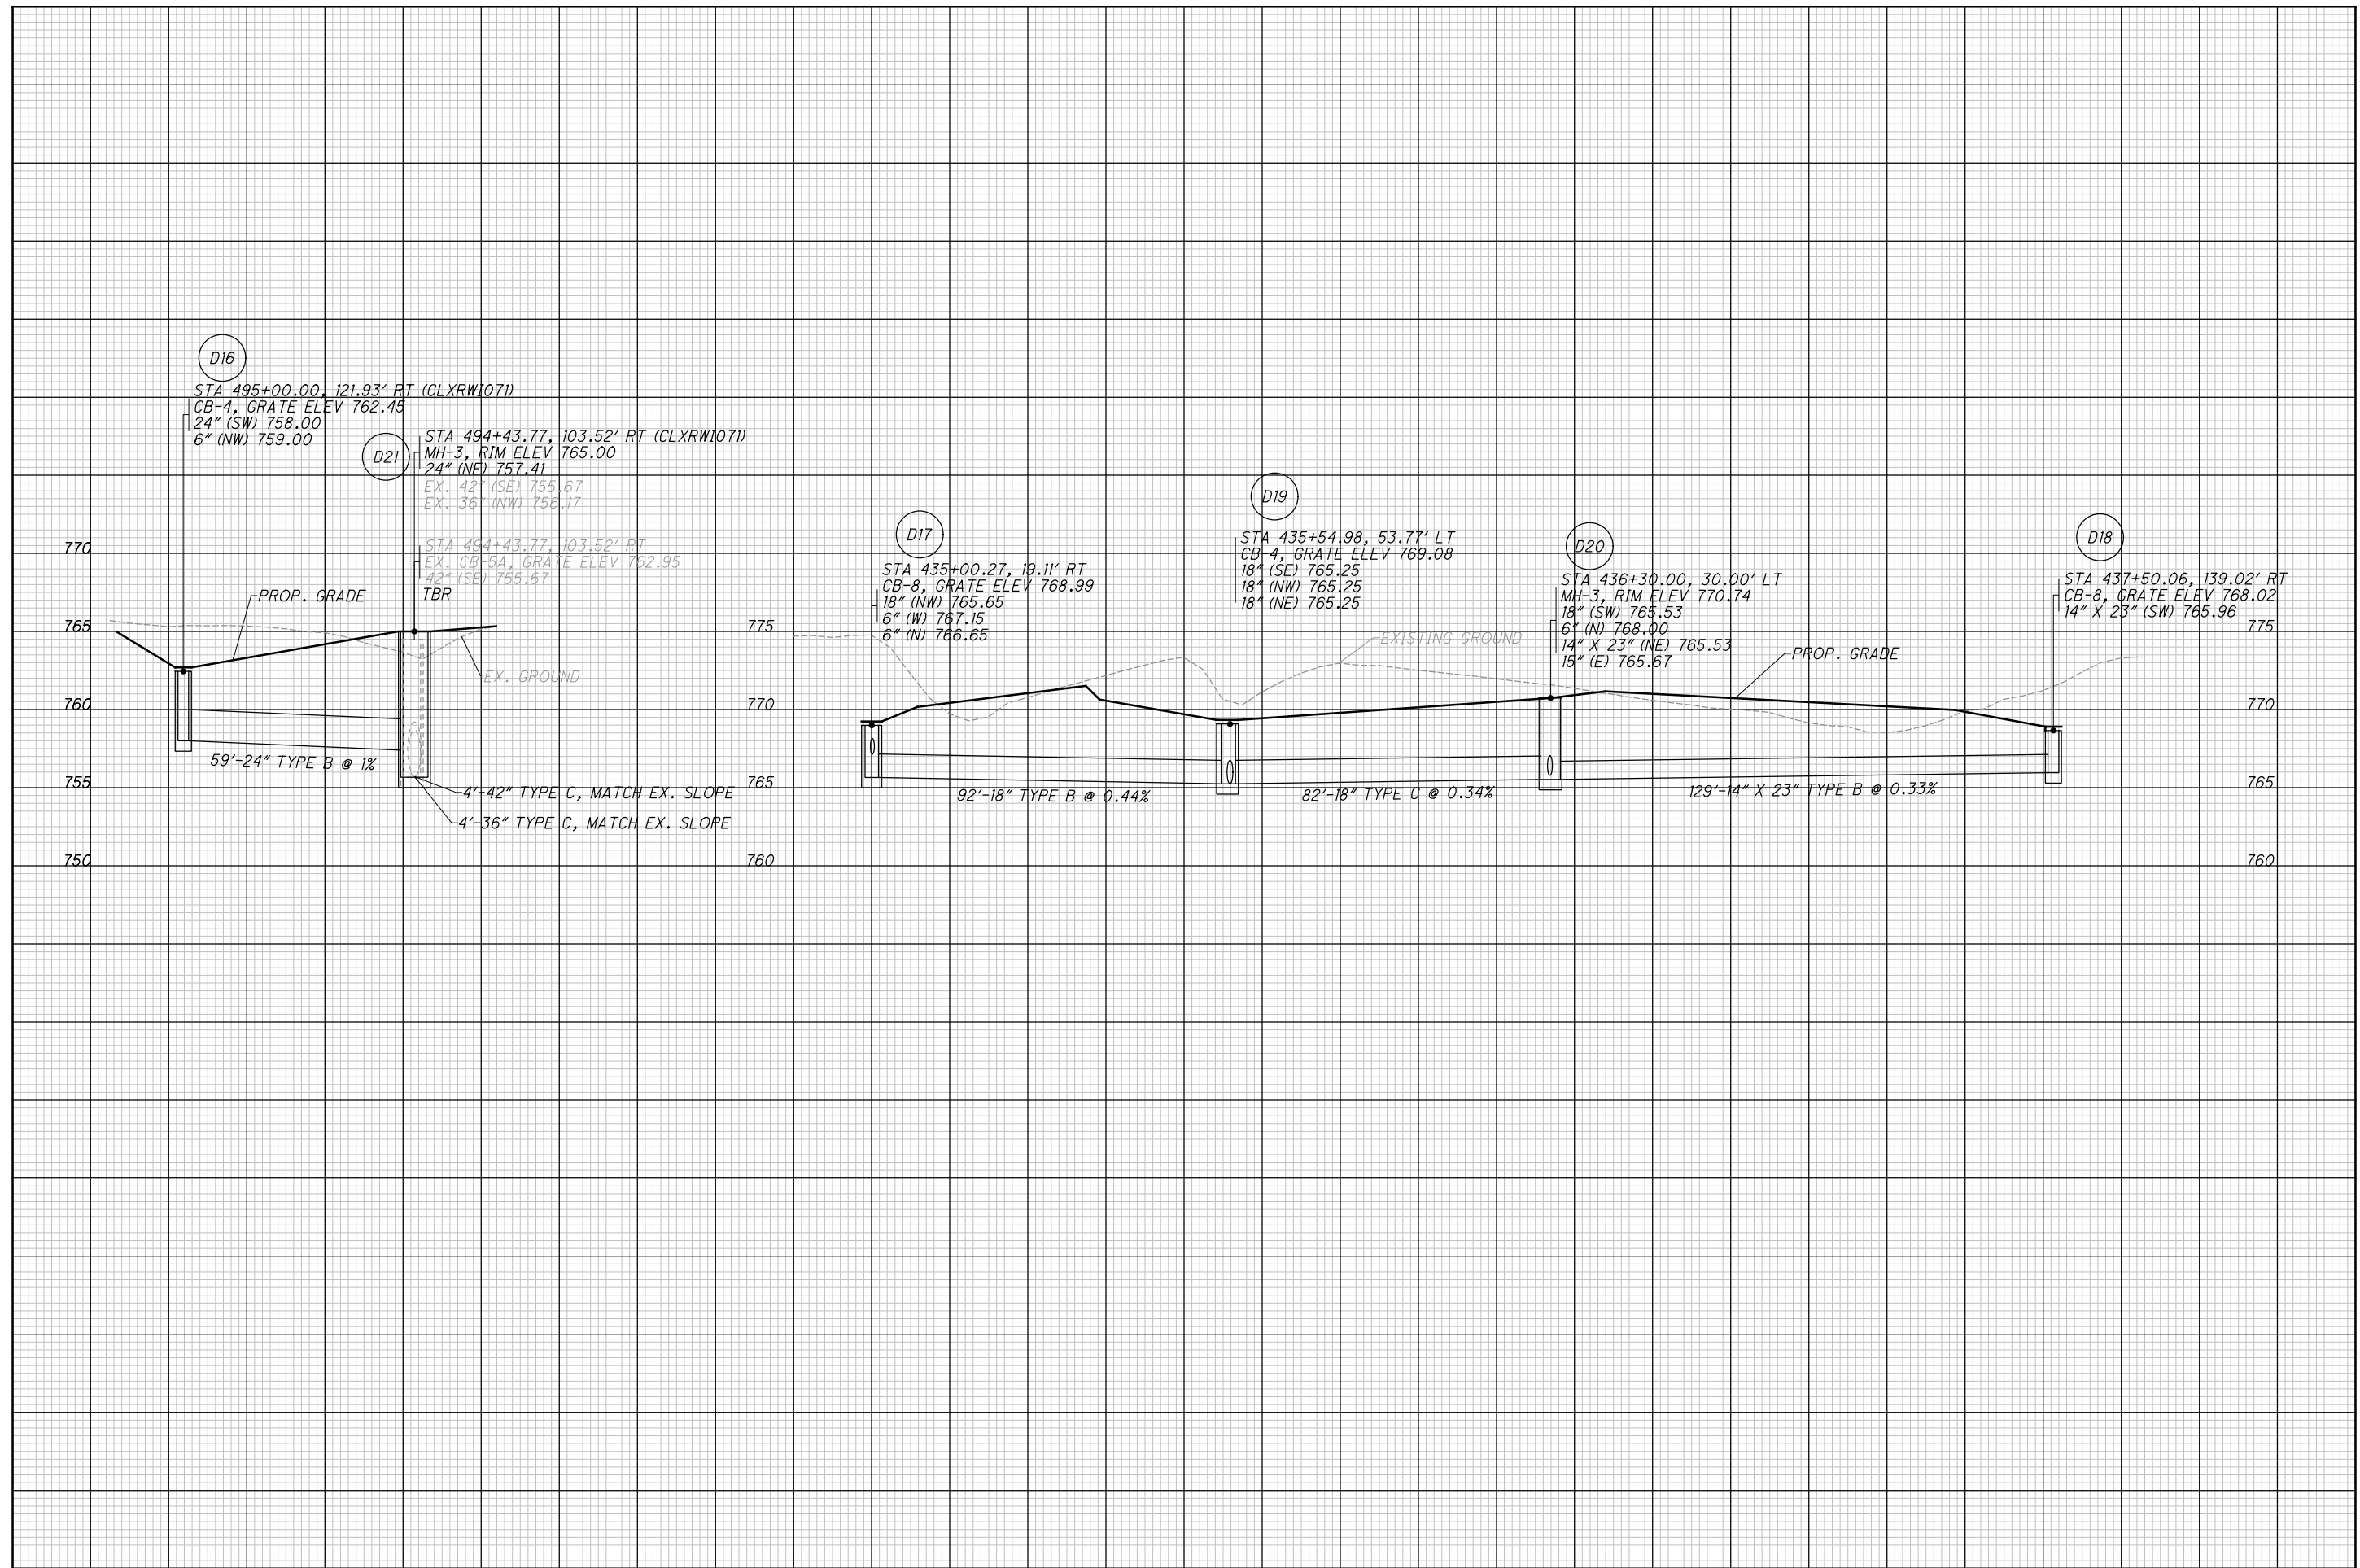 D16
STA 495+00.00, 121.93' RT (CLXRWI071)
CB-4, GRATE ELEV 762.45
24" (SW) 758.00
6" (NW) 759.00
D21
STA 494+43.77, 103.52' RT (CLXRWI071)
MH-3, RIM ELEV 765.00
24" (NE) 757.41
EX. 42" (SE) 755.67
EX. 36" (NW) 756.17
STA 494+43.77, 103.52' RT
EX. CB-5A, GRATE ELEV 762.95
42" (SE) 755.67
TBR
770
765
760
755
750
PROP. GRADE
EX. GROUND
59'-24" TYPE B @ 1%
4'-42" TYPE C, MATCH EX. SLOPE
4'-36" TYPE C, MATCH EX. SLOPE
775
770
765
760
D17
STA 435+00.27, 19.11' RT
CB-8, GRATE ELEV 768.99
18" (NW) 765.65
6" (W) 767.15
6" (N) 766.65
D19
STA 435+54.98, 53.77' LT
CB-4, GRATE ELEV 769.08
18" (SE) 765.25
18" (NW) 765.25
18" (NE) 765.25
EXISTING GROUND
D20
STA 436+30.00, 30.00' LT
MH-3, RIM ELEV 770.74
18" (SW) 765.53
6" (N) 768.00
14" X 23" (NE) 765.53
15" (E) 765.67
PROP. GRADE
D18
STA 437+50.06, 139.02' RT
CB-8, GRATE ELEV 768.02
14" X 23" (SW) 765.96
92'-18" TYPE B @ 0.44%
82'-18" TYPE C @ 0.34%
129'-14" X 23" TYPE B @ 0.33%
775
770
765
760